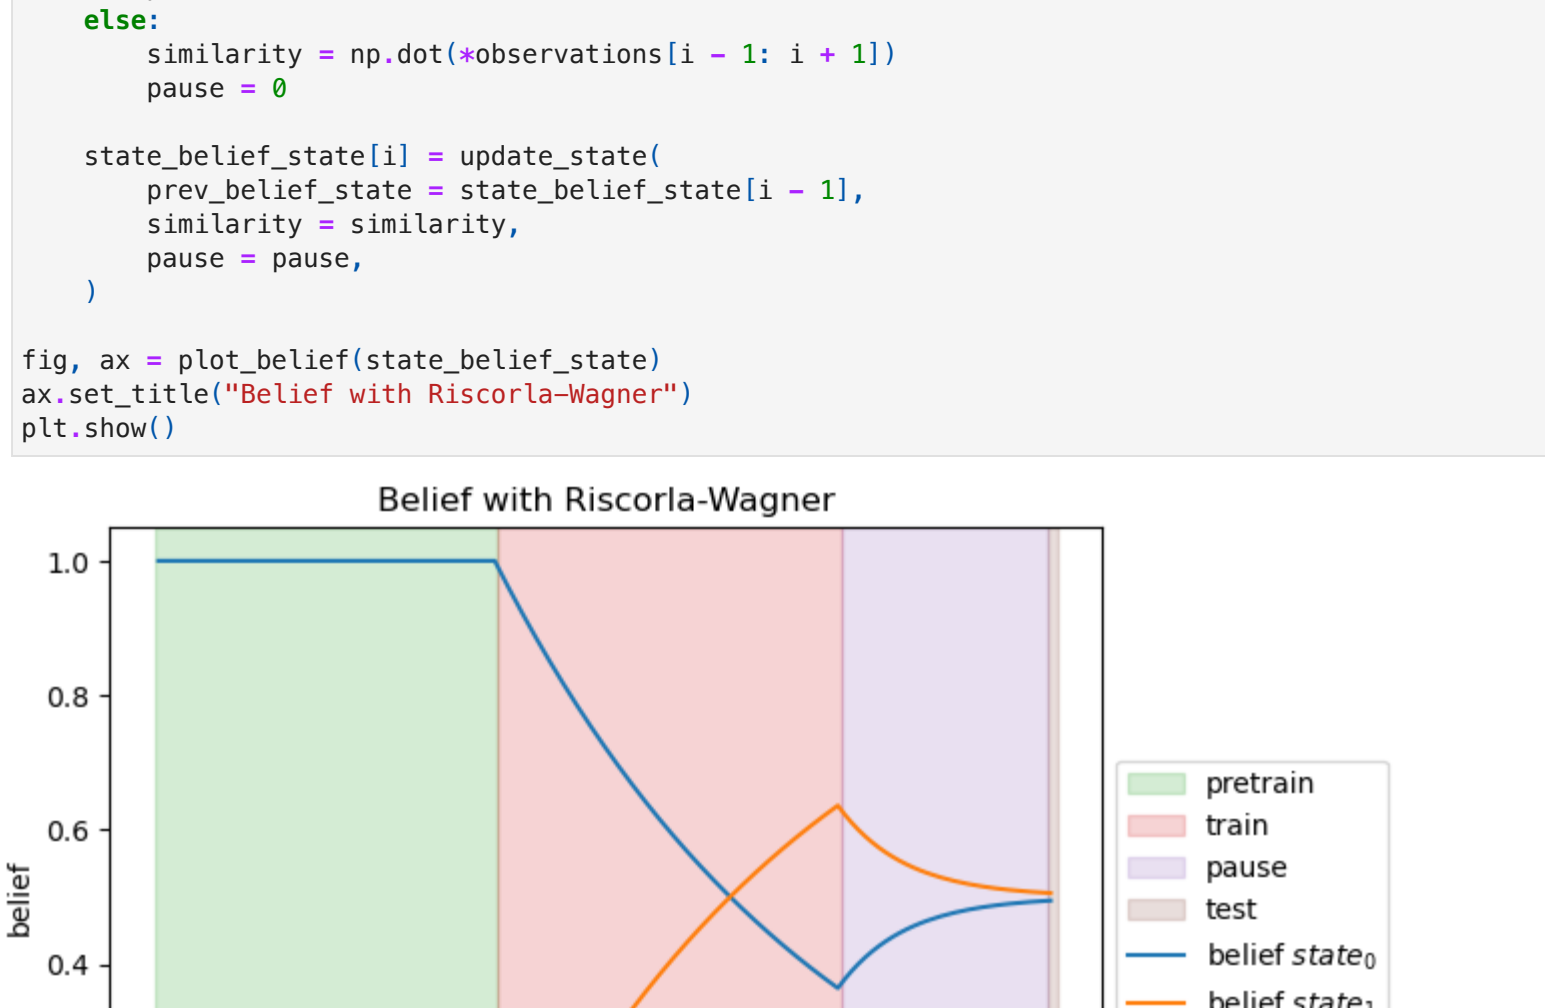 else:
similarity = np.dot(*observations[i - 1: i + 1])
pause = 0
state_belief_state[i] = update_state(
prev_belief_state = state_belief_state[i - 1],
similarity = similarity,
pause = pause,
)
fig, ax = plot_belief(state_belief_state)
ax.set_title("Belief with Riscorla-Wagner")
plt.show()
Belief with Riscorla-Wagner
1.0
0.8
0.6
0.4
belief
pretrain
train
pause
test
belief state₀
belief state₁